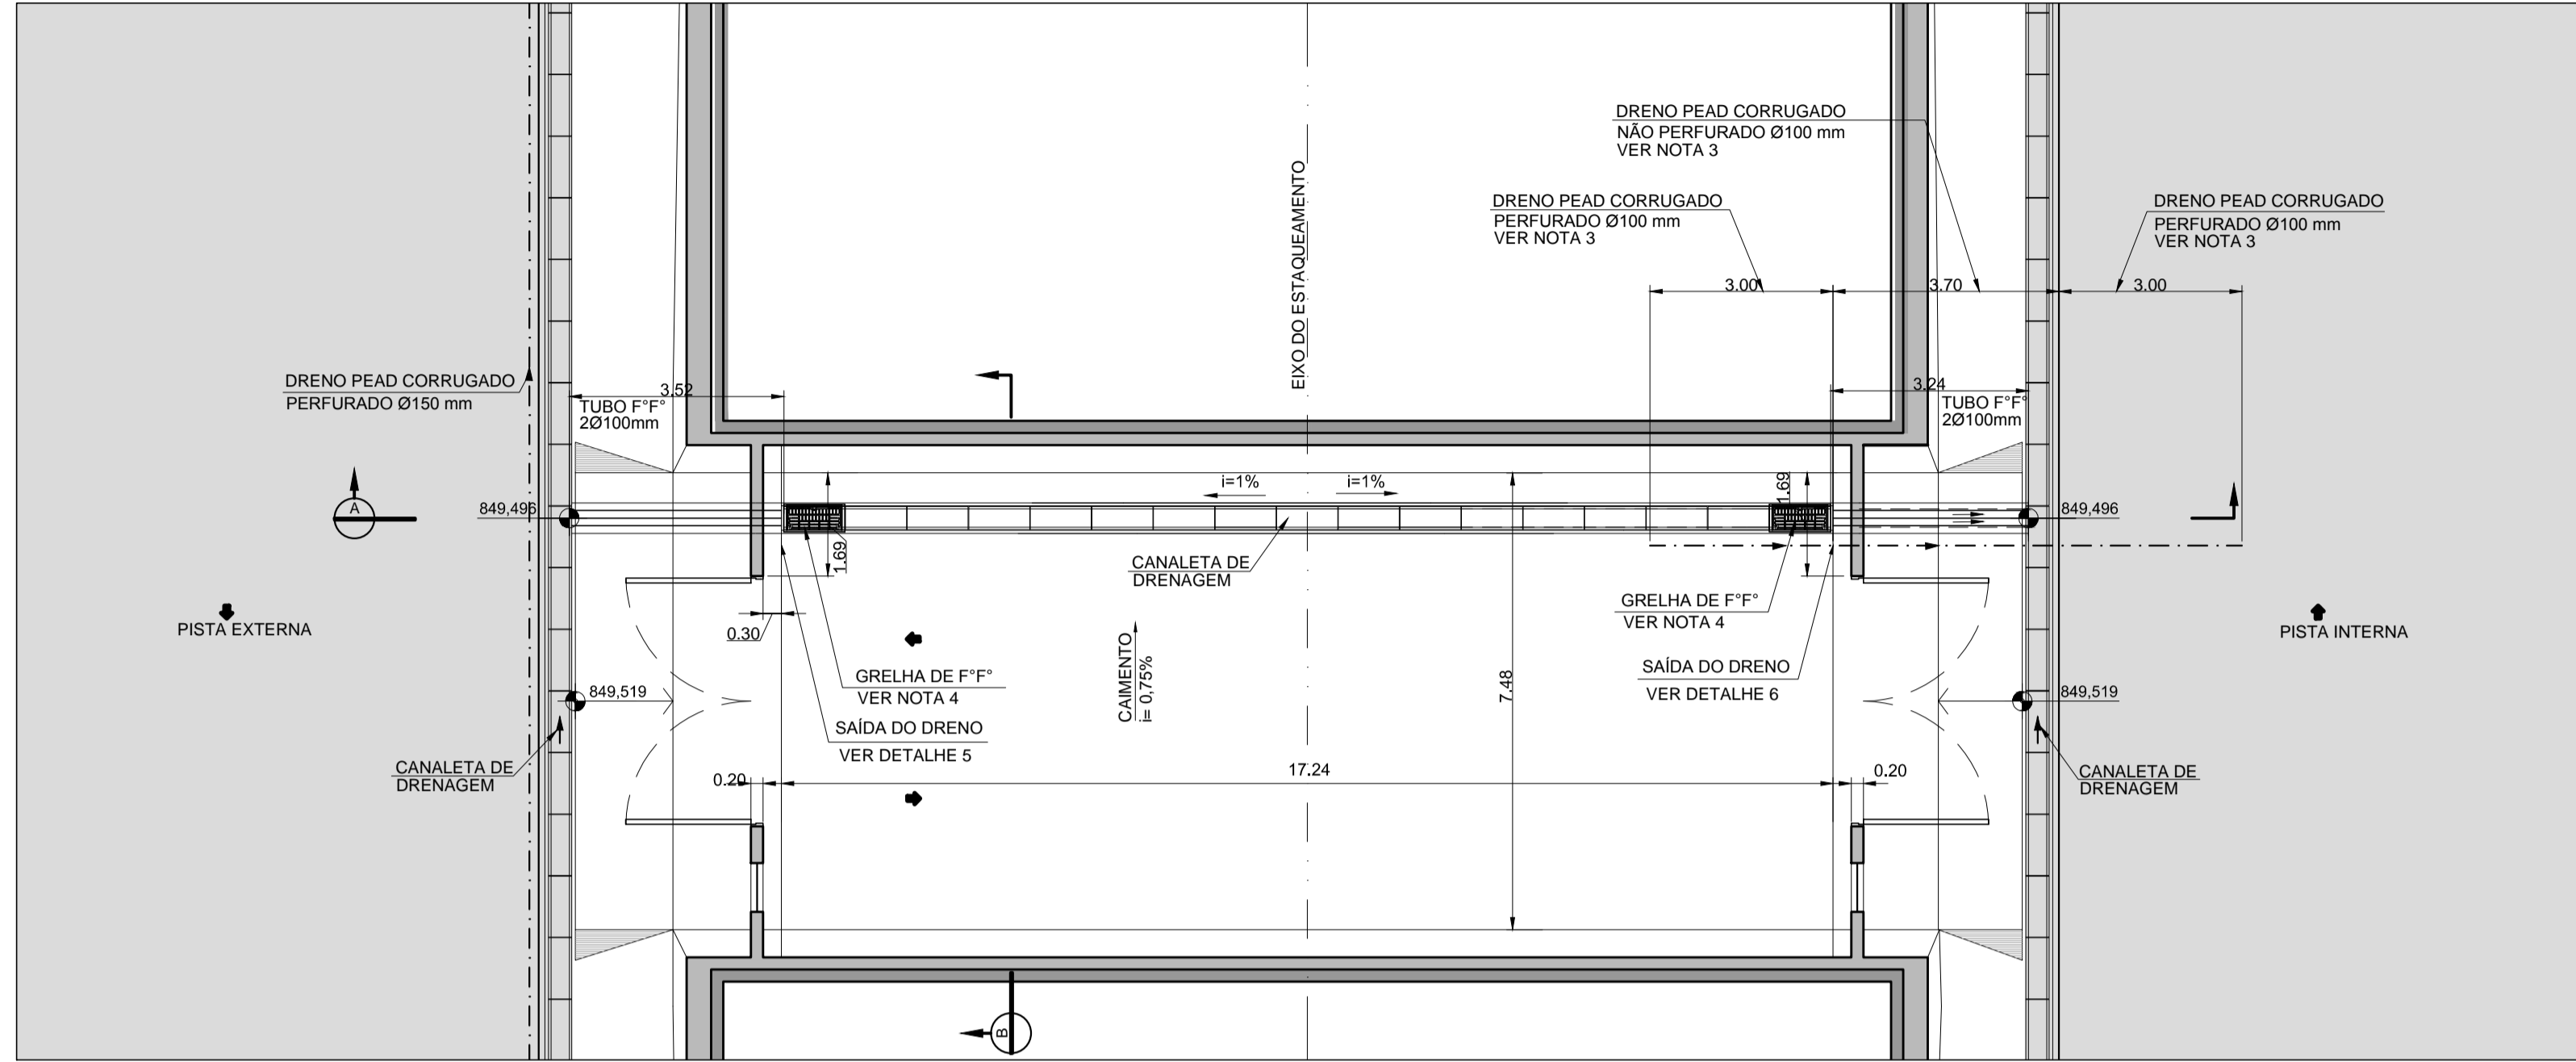 DRENO PEAD CORRUGADO
NÃO PERFURADO Ø100 mm
VER NOTA 3
DRENO PEAD CORRUGADO
PERFURADO Ø100 mm
VER NOTA 3
DRENO PEAD CORRUGADO
PERFURADO Ø100 mm
VER NOTA 3
EIXO DO ESTAQUEAMENTO
3.00
3.70
3.00
DRENO PEAD CORRUGADO
PERFURADO Ø150 mm
3.52
TUBO F°F°
2Ø100mm
3.24
TUBO F°F°
2Ø100mm
A
849,496
i=1%
i=1%
1.69
849,496
1.69
CANALETA DE
DRENAGEM
GRELHA DE F°F°
VER NOTA 4
PISTA EXTERNA
0.30
PISTA INTERNA
GRELHA DE F°F°
VER NOTA 4
CAIMENTO
i= 0,75%
7.48
SAÍDA DO DRENO
VER DETALHE 6
849,519
849,519
SAÍDA DO DRENO
VER DETALHE 5
CANALETA DE
DRENAGEM
0.20
17.24
0.20
CANALETA DE
DRENAGEM
B